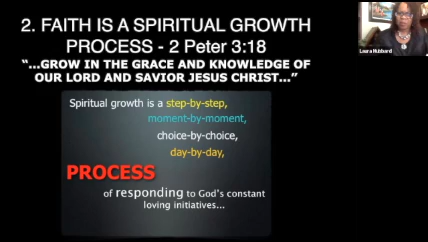 2. FAITH IS A SPIRITUAL GROWTH
PROCESS - 2 Peter 3:18
“...GROW IN THE GRACE AND KNOWLEDGE OF
OUR LORD AND SAVIOR JESUS CHRIST...”
Spiritual growth is a step-by-step,
moment-by-moment,
choice-by-choice,
day-by-day,
PROCESS
of responding to God's constant
loving initiatives...
Laura Hubbard